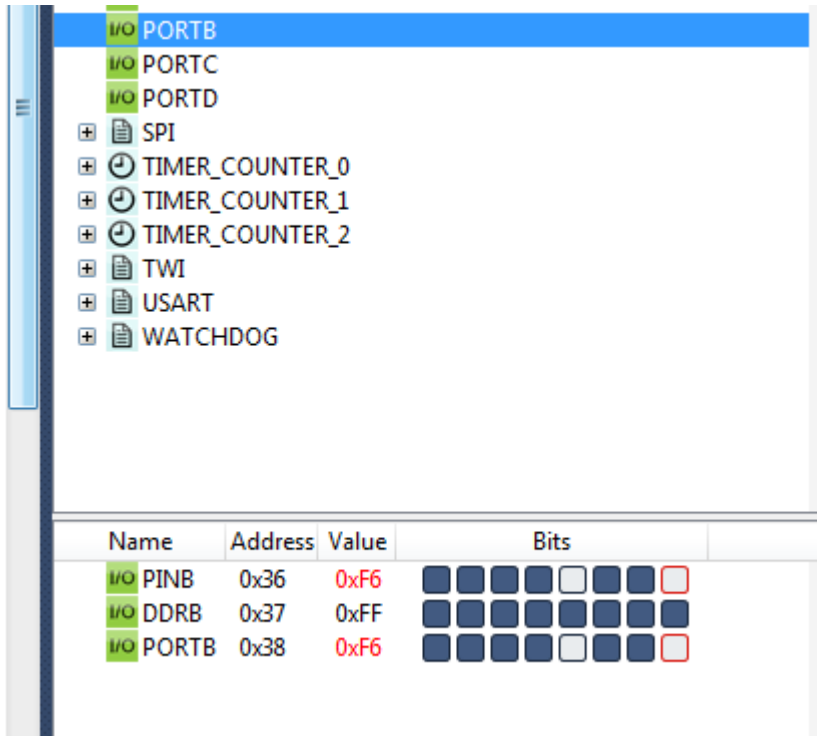 I/O PORTB
I/O PORTC
I/O PORTD
SPI
TIMER_COUNTER_0
TIMER_COUNTER_1
TIMER_COUNTER_2
TWI
USART
WATCHDOG
Name Address Value Bits
I/O PINB 0x36 0xF6
I/O DDRB 0x37 0xFF
I/O PORTB 0x38 0xF6